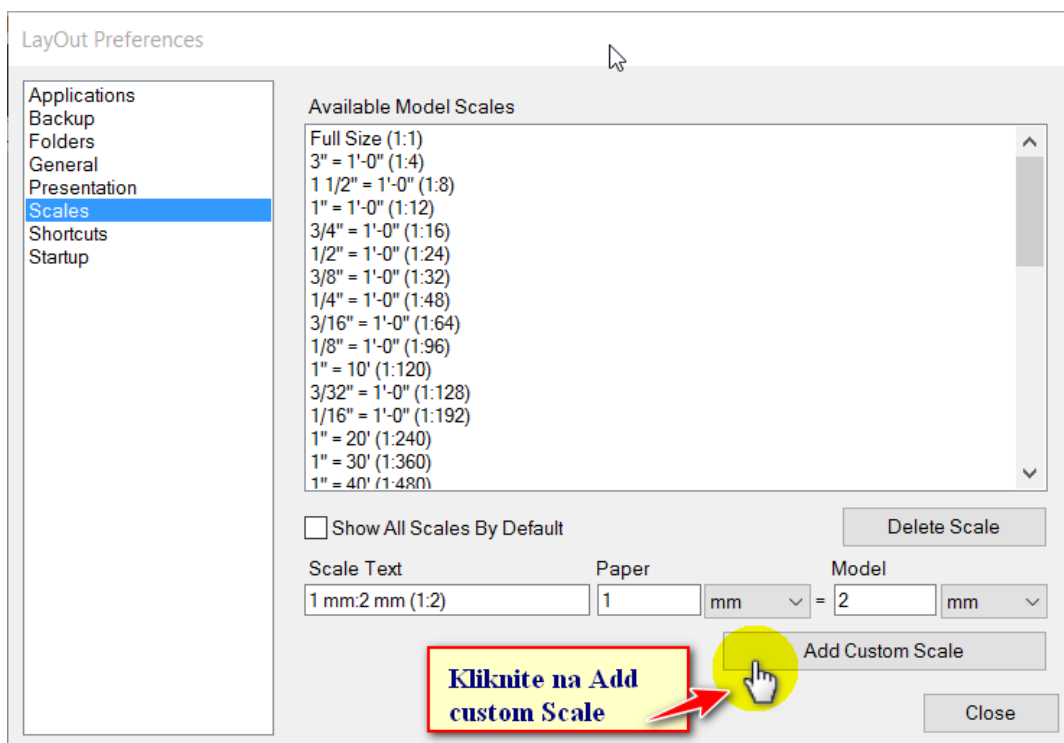 LayOut Preferences
Applications
Backup
Folders
General
Presentation
Scales
Shortcuts
Startup
Available Model Scales
Full Size (1:1)
3" = 1'-0" (1:4)
1 1/2" = 1'-0" (1:8)
1" = 1'-0" (1:12)
3/4" = 1'-0" (1:16)
1/2" = 1'-0" (1:24)
3/8" = 1'-0" (1:32)
1/4" = 1'-0" (1:48)
3/16" = 1'-0" (1:64)
1/8" = 1'-0" (1:96)
1" = 10' (1:120)
3/32" = 1'-0" (1:128)
1/16" = 1'-0" (1:192)
1" = 20' (1:240)
1" = 30' (1:360)
1" = 40' (1:480)
Show All Scales By Default
Delete Scale
Scale Text Paper Model
1 mm:2 mm (1:2) 1 mm = 2 mm
Add Custom Scale
Kliknite na Add
custom Scale
Close